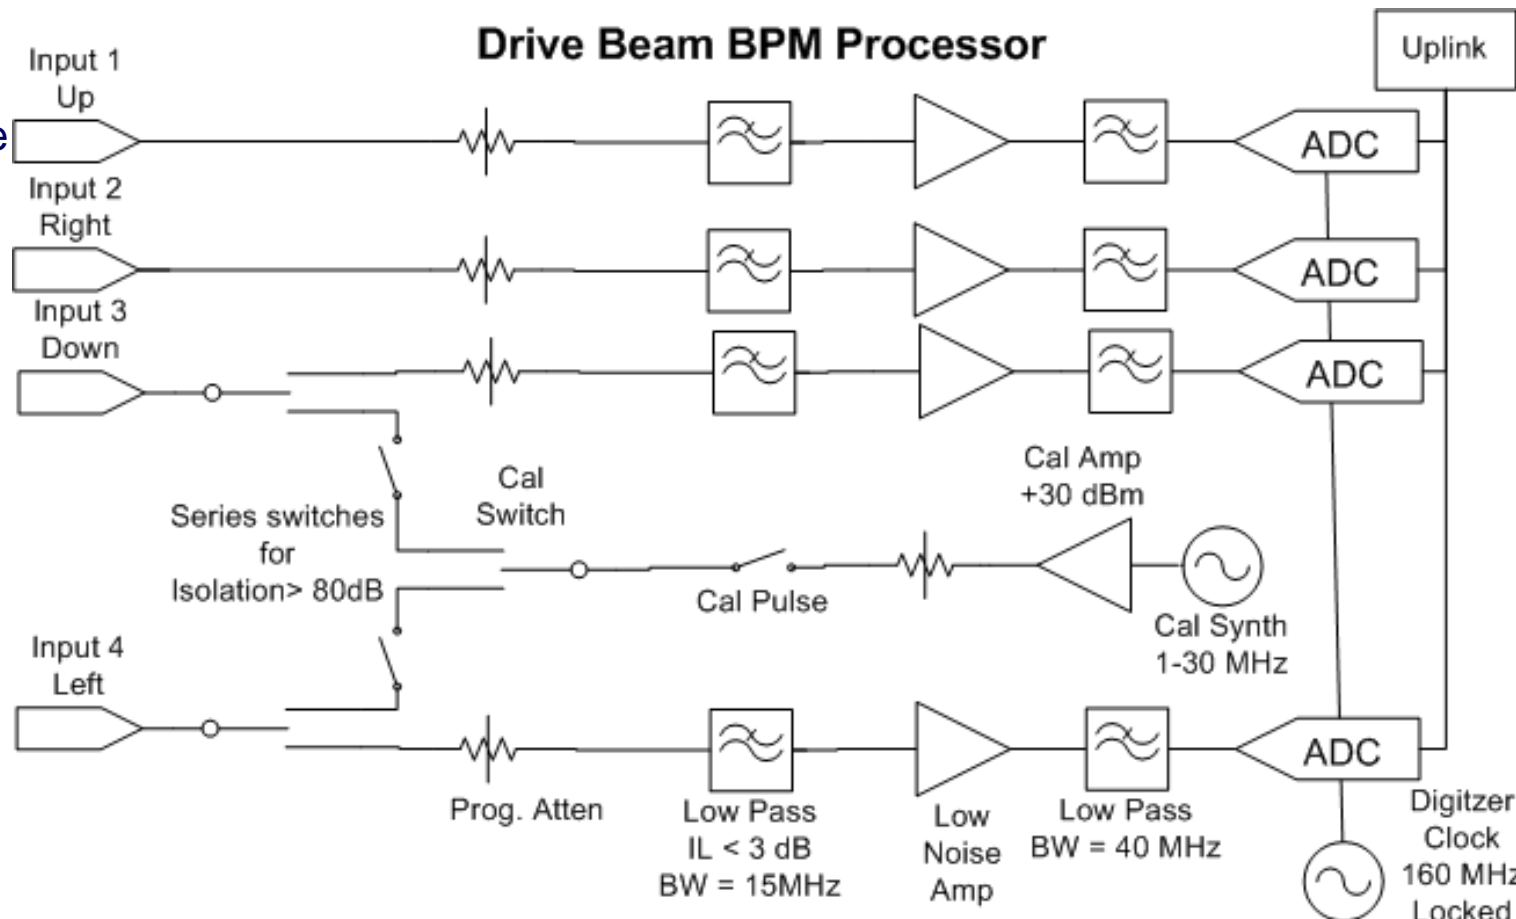 Drive Beam BPM Processor
Uplink
Input 1
Up
e
ADC
Input 2
Right
ADC
Input 3
Down
ADC
Cal Amp
+30 dBm
Cal
Switch
Series switches
for
Isolation> 80dB
Cal Pulse
Cal Synth
1-30 MHz
Input 4
Left
ADC
Prog. Atten
Low Pass
IL < 3 dB
BW = 15MHz
Low
Noise
Amp
Low Pass
BW = 40 MHz
Digitzer
Clock
160 MHz
Locked